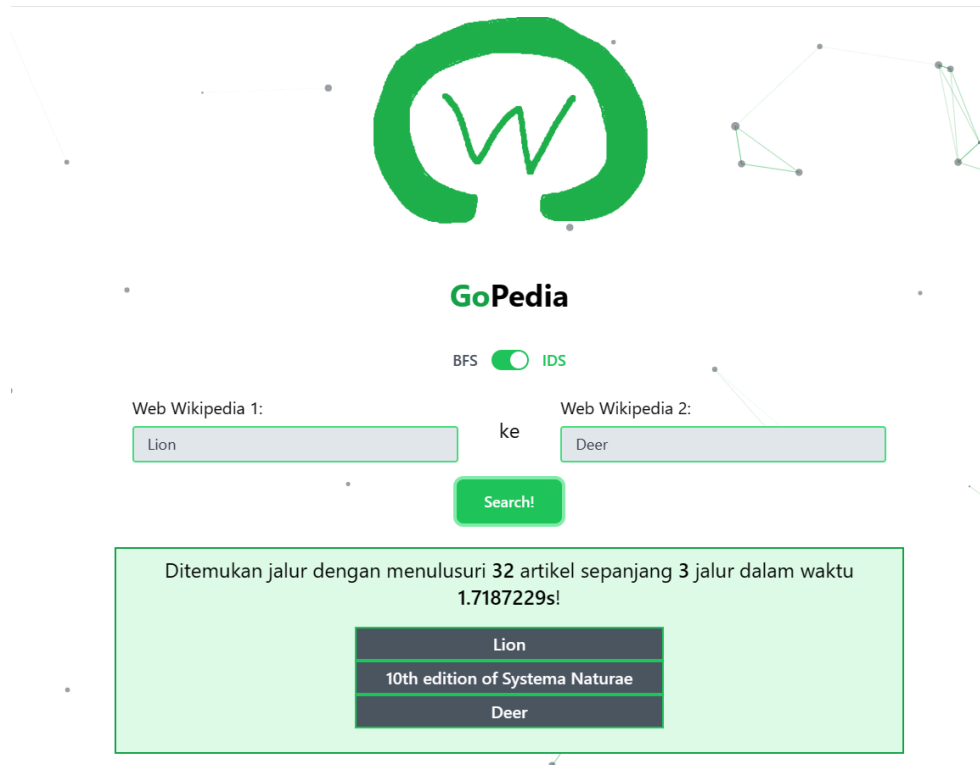 W
GoPedia
BFS IDS
Web Wikipedia 1: Web Wikipedia 2:
Lion ke Deer
Search!
Ditemukan jalur dengan menulusuri 32 artikel sepanjang 3 jalur dalam waktu
1.7187229s!
Lion
10th edition of Systema Naturae
Deer